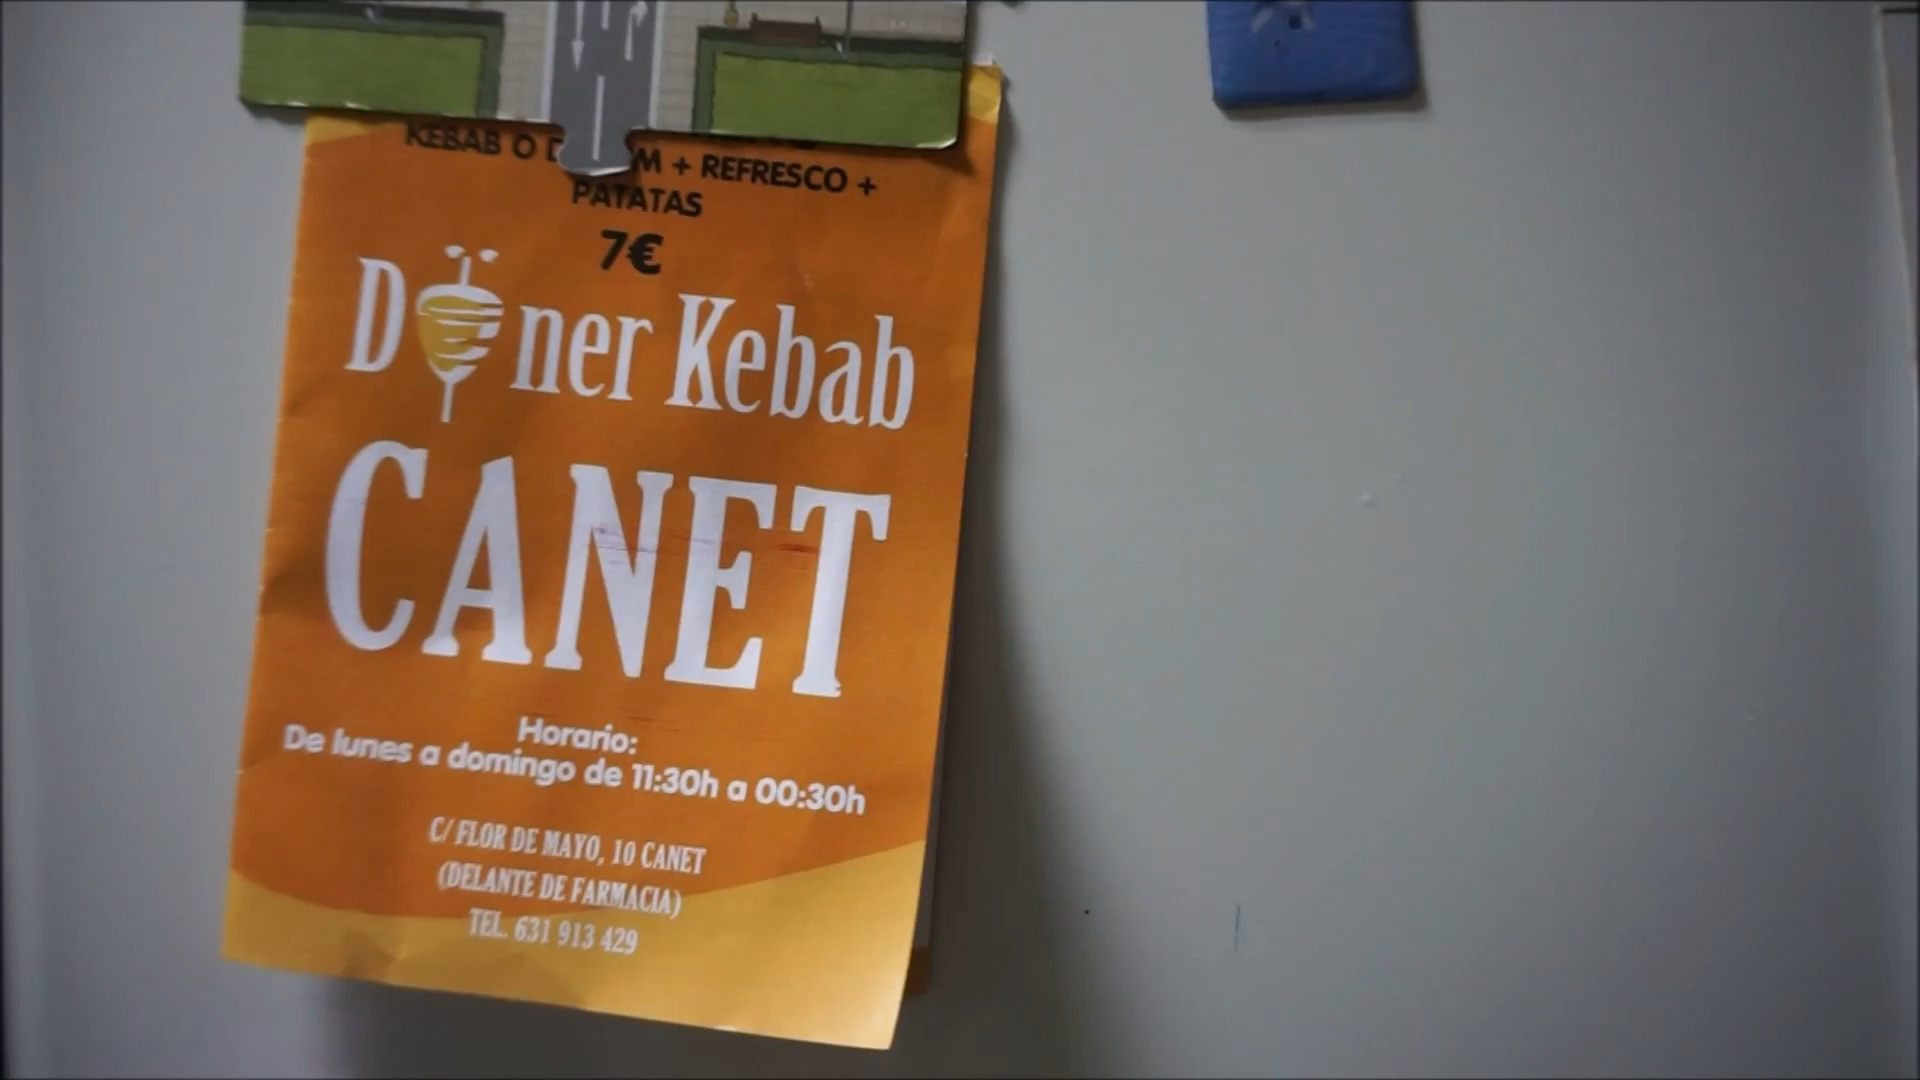 KEBAB O D M + REFRESCO +
PATATAS
7€
Döner Kebab
CANET
Horario:
De lunes a domingo de 11:30h a 00:30h
C/ FLOR DE MAYO, 10 CANET
(DELANTE DE FARMACIA)
TEL. 631 913 429